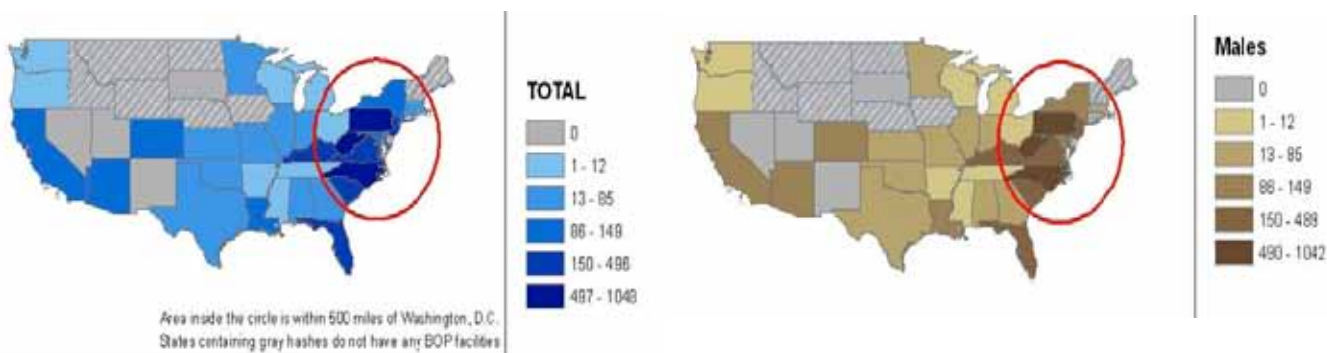 TOTAL
0
1 - 12
13 - 85
86 - 149
150 - 496
497 - 1048
Area inside the circle is within 500 miles of Washington, D.C.
States containing gray hashes do not have any BOP facilities
Males
0
1 - 12
13 - 85
86 - 149
150 - 489
490 - 1042